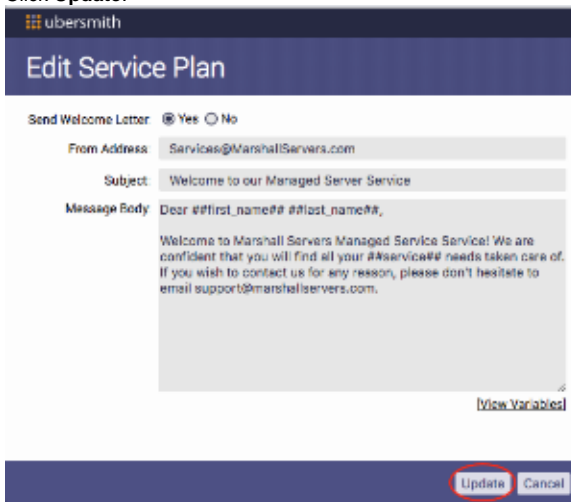 Click Update.
ubersmith
Edit Service Plan
Send Welcome Letter: Yes No
From Address: Services@MarshallServers.com
Subject: Welcome to our Managed Server Service
Message Body: Dear ##first_name## ##last_name##,
Welcome to Marshall Servers Managed Service Service! We are
confident that you will find all your ##service## needs taken care of.
If you wish to contact us for any reason, please don't hesitate to
email support@marshallservers.com.
[View Variables]
Update Cancel